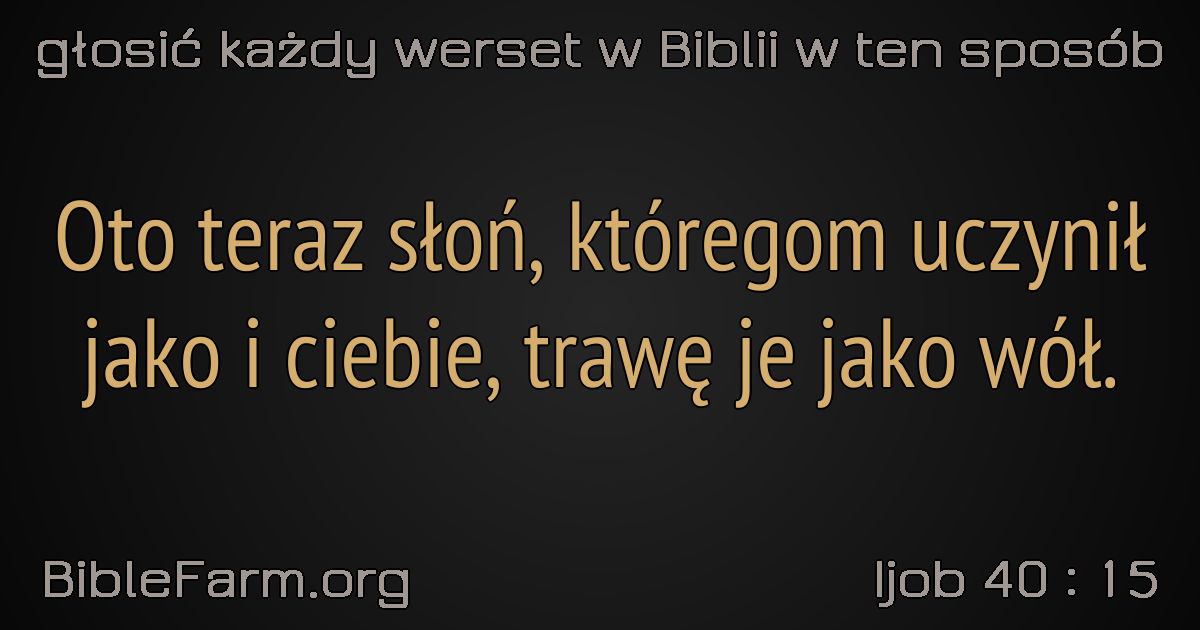 głosić każdy werset w Biblii w ten sposób
Oto teraz słoń, któregom uczynił
jako i ciebie, trawę je jako wół.
BibleFarm.org
Ijob 40 : 15